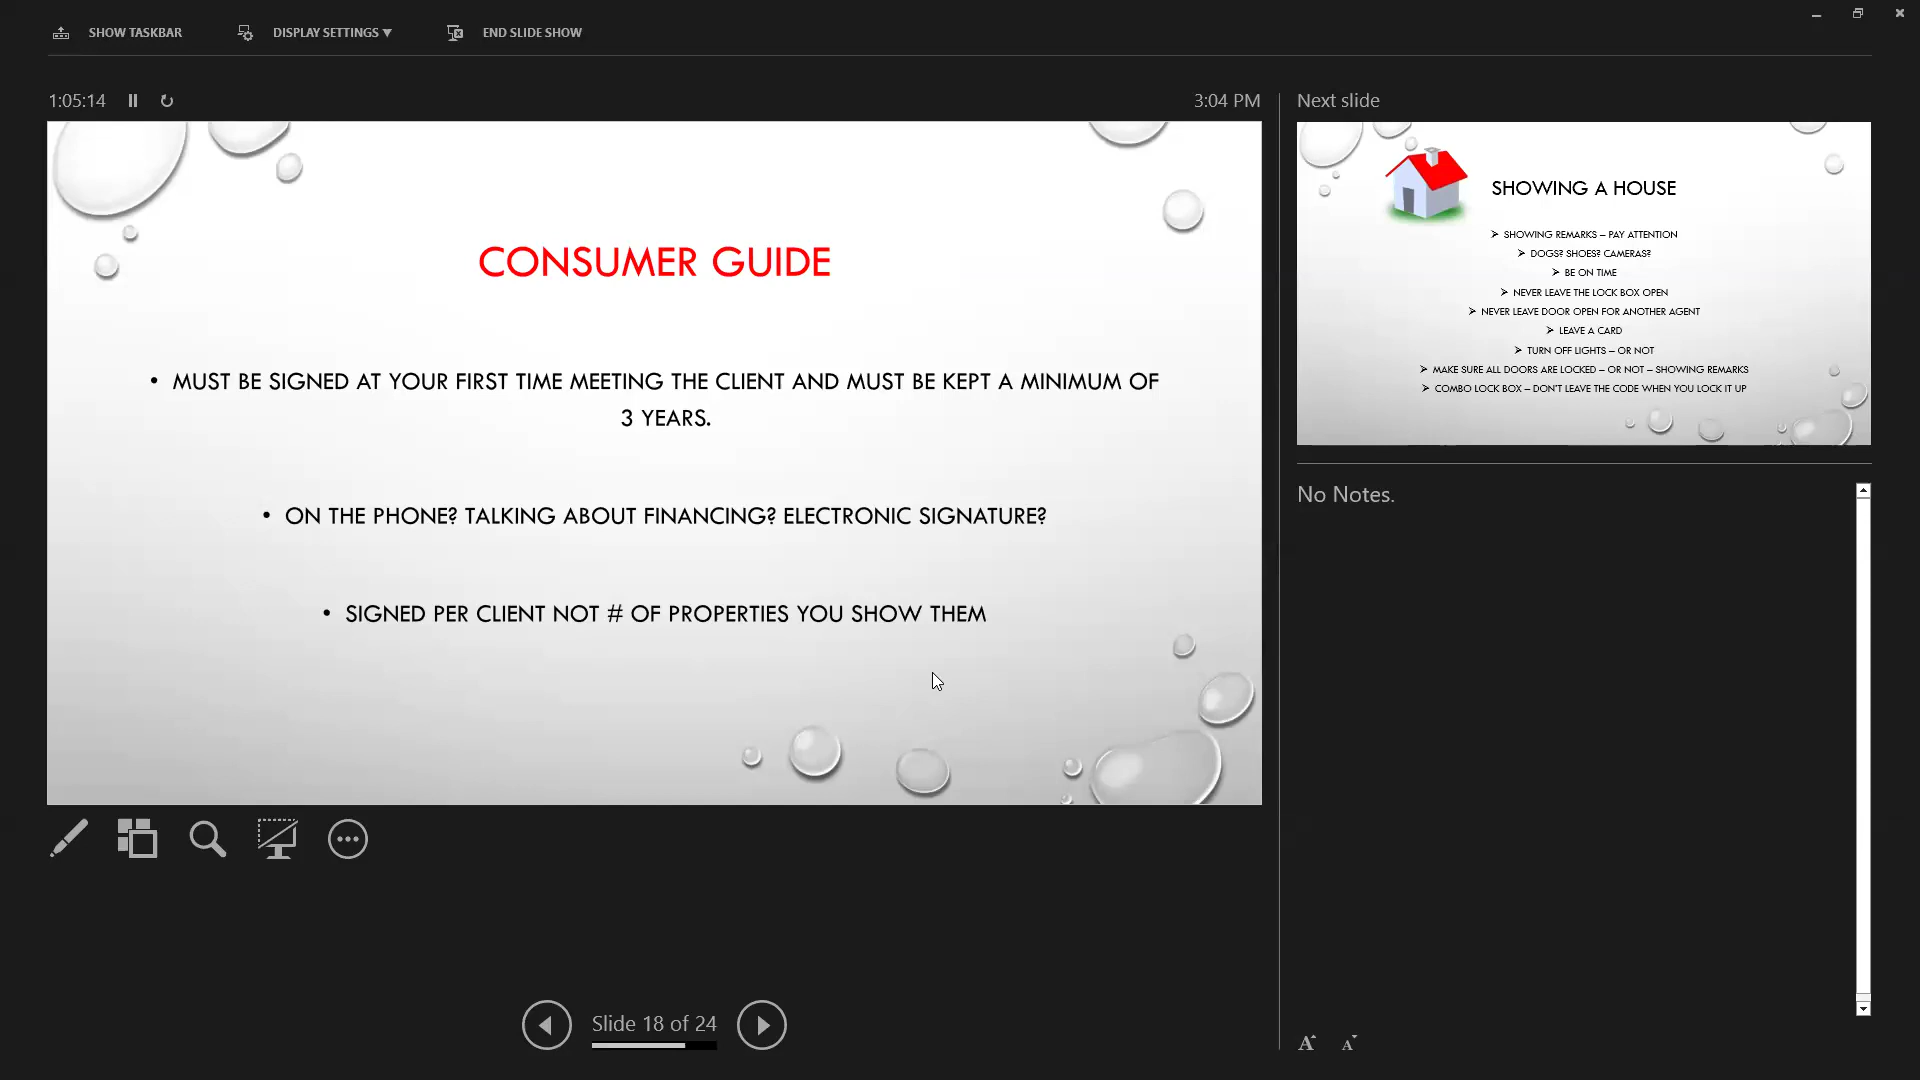 SHOW TASKBAR
DISPLAY SETTINGS ▼
END SLIDE SHOW
1:05:14
3:04 PM
CONSUMER GUIDE
• MUST BE SIGNED AT YOUR FIRST TIME MEETING THE CLIENT AND MUST BE KEPT A MINIMUM OF
3 YEARS.
• ON THE PHONE? TALKING ABOUT FINANCING? ELECTRONIC SIGNATURE?
• SIGNED PER CLIENT NOT # OF PROPERTIES YOU SHOW THEM
Slide 18 of 24
Next slide
SHOWING A HOUSE
➢ SHOWING REMARKS – PAY ATTENTION
➢ DOGS? SHOES? CAMERAS?
➢ BE ON TIME
➢ NEVER LEAVE THE LOCK BOX OPEN
➢ NEVER LEAVE DOOR OPEN FOR ANOTHER AGENT
➢ LEAVE A CARD
➢ TURN OFF LIGHTS – OR NOT
➢ MAKE SURE ALL DOORS ARE LOCKED – OR NOT – SHOWING REMARKS
➢ COMBO LOCK BOX – DON'T LEAVE THE CODE WHEN YOU LOCK IT UP
No Notes.
A A